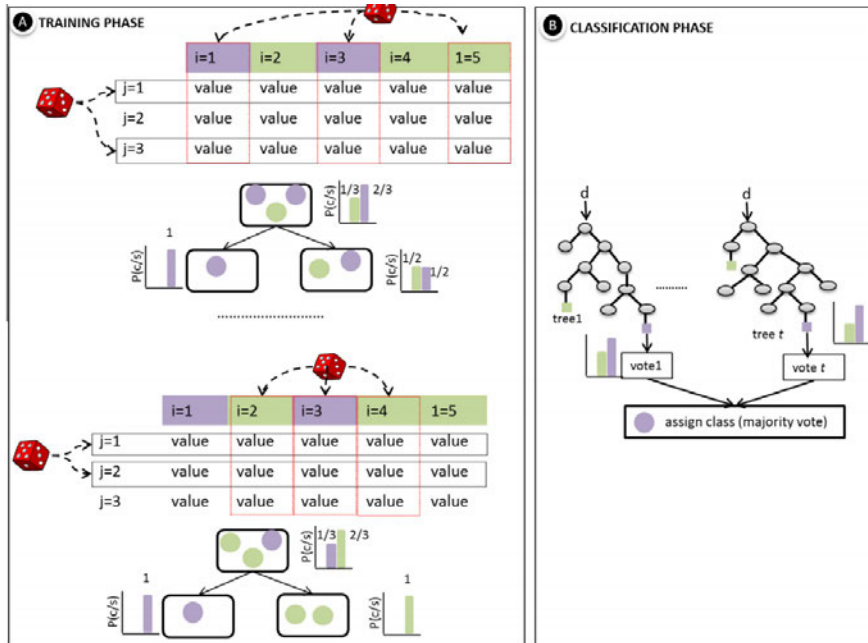 A TRAINING PHASE
i=1 i=2 i=3 i=4 1=5
j=1 value value value value value
j=2 value value value value value
j=3 value value value value value
P(c/s) 1/3 2/3
P(c/s) 1
P(c/s) 1/2 1/2
i=1 i=2 i=3 i=4 1=5
j=1 value value value value value
j=2 value value value value value
j=3 value value value value value
P(c/s) 1/3 2/3
P(c/s) 1
P(c/s) 1
B CLASSIFICATION PHASE
d d
tree1 tree t
vote1 vote t
assign class (majority vote)